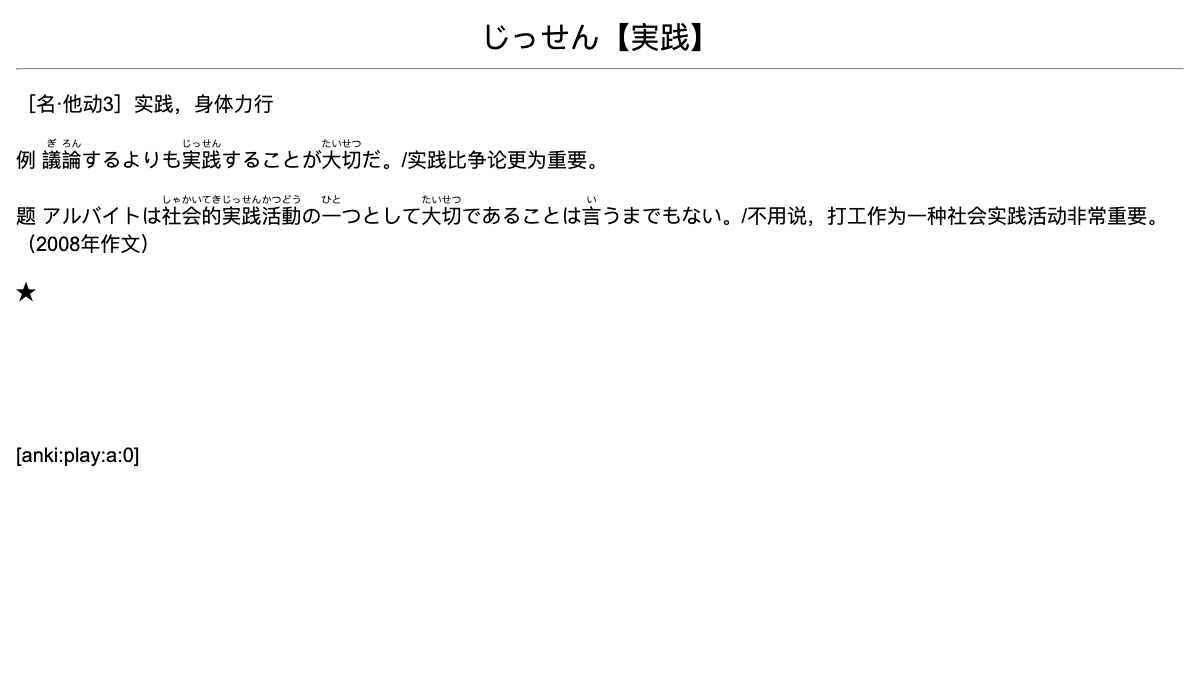 じっせん【実践】
［名·他动3］实践，身体力行
ぎ ろん じっせん たいせつ
例 議論するよりも実践することが大切だ。/实践比争论更为重要。
しゃかいてきじっせんかつどう ひと たいせつ い
题 アルバイトは社会的実践活動の一つとして大切であることは言うまでもない。/不用说，打工作为一种社会实践活动非常重要。
（2008年作文）
★
[anki:play:a:0]